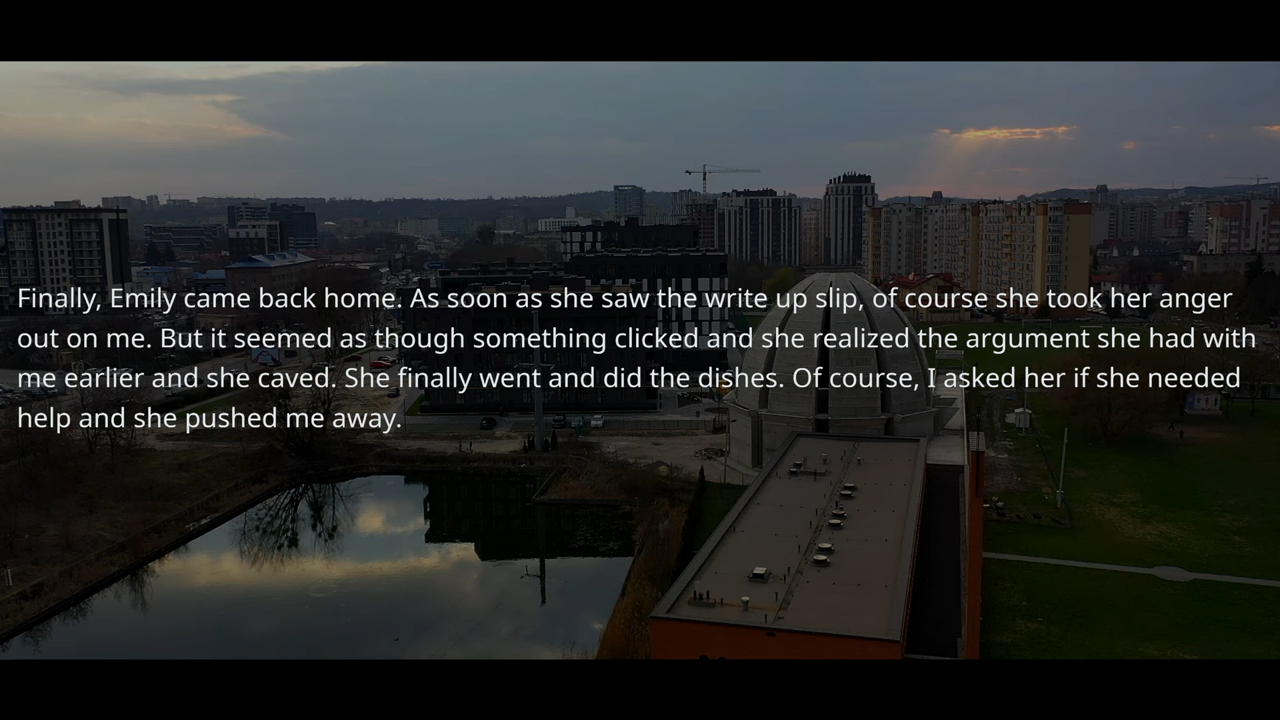 Finally, Emily came back home. As soon as she saw the write up slip, of course she took her anger
out on me. But it seemed as though something clicked and she realized the argument she had with
me earlier and she caved. She finally went and did the dishes. Of course, I asked her if she needed
help and she pushed me away.